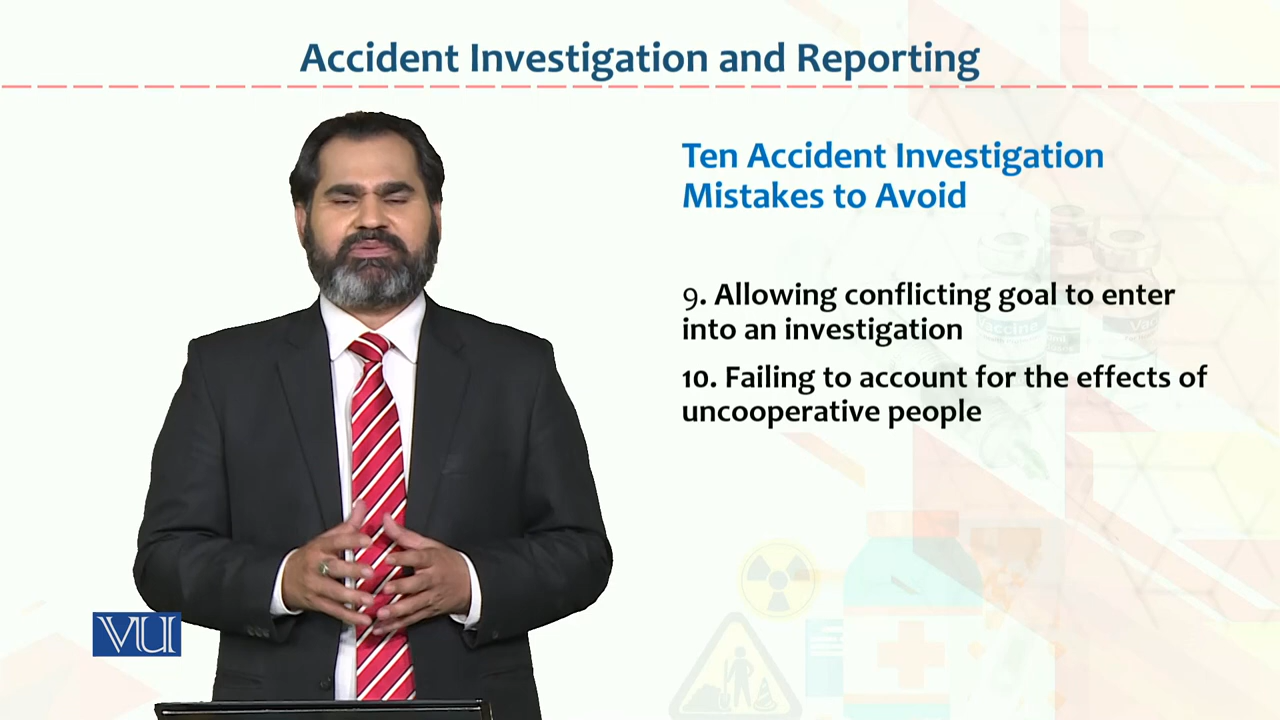 Accident Investigation and Reporting
Ten Accident Investigation
Mistakes to Avoid
9. Allowing conflicting goal to enter
into an investigation
10. Failing to account for the effects of
uncooperative people
Vaccine
VU